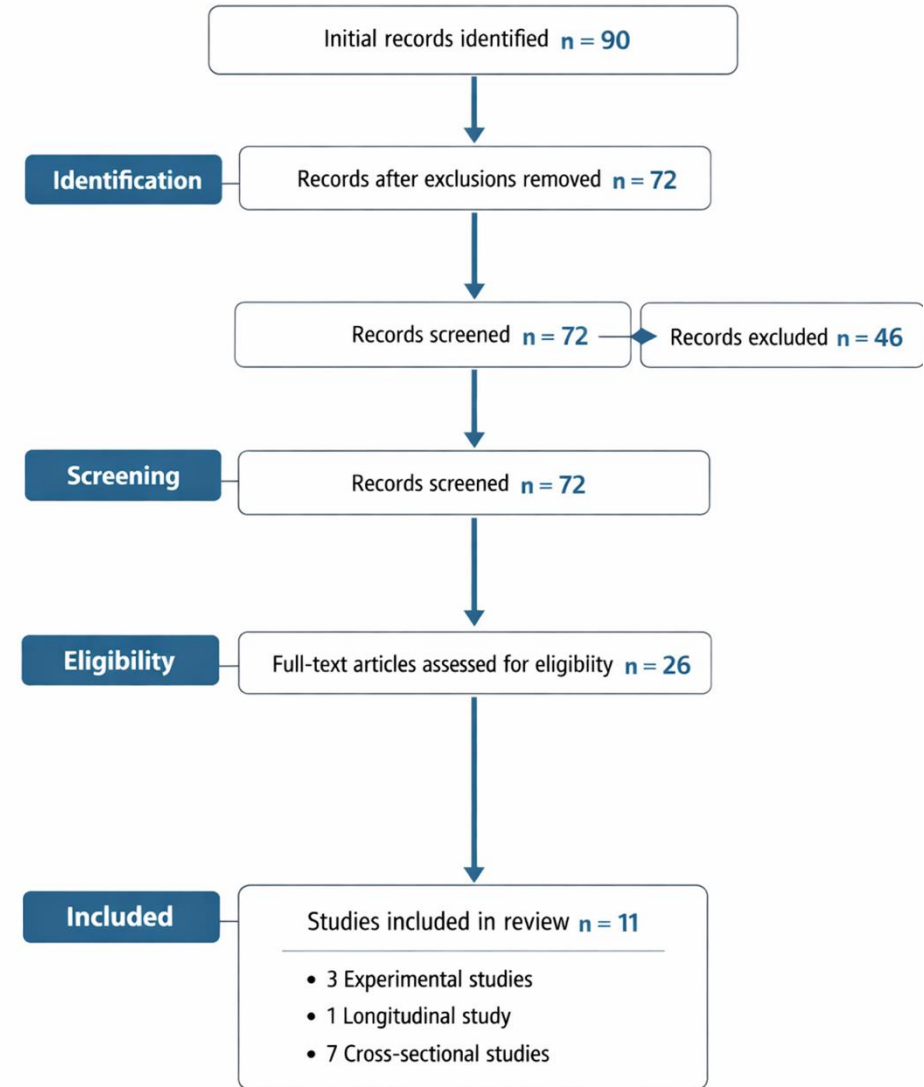 Initial records identified n = 90
Identification
Records after exclusions removed n = 72
Records screened n = 72
Records excluded n = 46
Screening
Records screened n = 72
Eligibility
Full-text articles assessed for eligiblity n = 26
Included
Studies included in review n = 11
• 3 Experimental studies
• 1 Longitudinal study
• 7 Cross-sectional studies